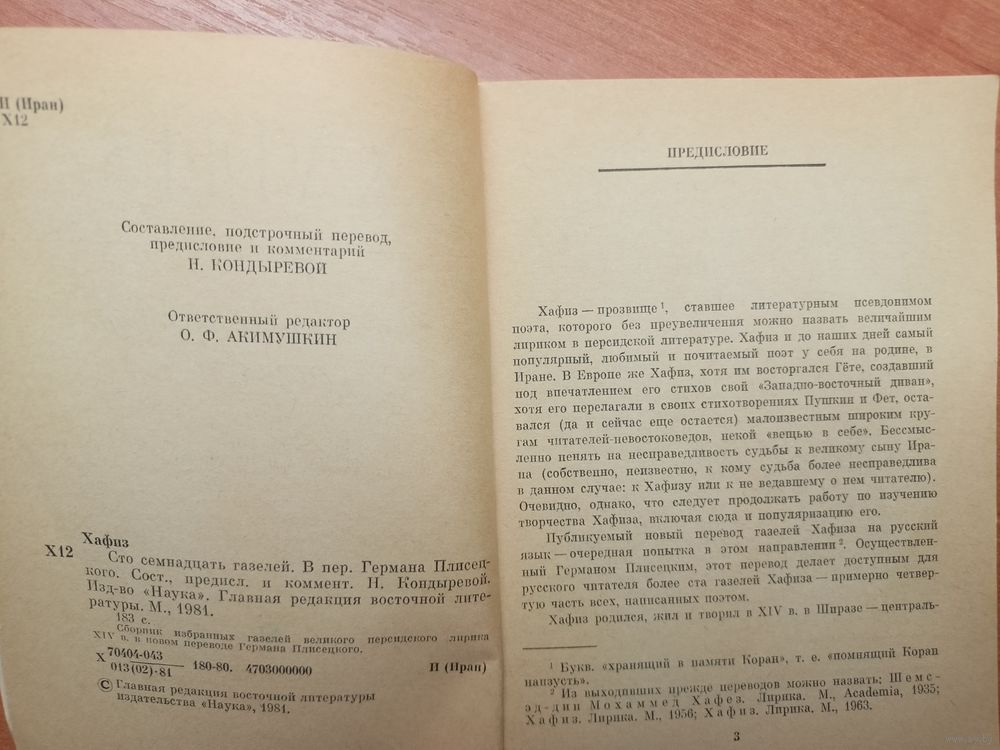 И (Иран)
Х12
Составление, подстрочный перевод,
предисловие и комментарий
Н. КОНДЫРЕВОЙ
Ответственный редактор
О. Ф. АКИМУШКИН
Хафиз
Х12
Сто семнадцать газелей. В пер. Германа Плисец-
кого. Сост., предисл. и коммент. Н. Кондыревой.
Изд-во «Наука». Главная редакция восточной лите-
ратуры. М., 1981.
183 с.
Сборник избранных газелей великого персидского лирика
XIV в. в новом переводе Германа Плисецкого.
Х 70404-043
013(02)-81 180-80. 4703000000 И (Иран)
© Главная редакция восточной литературы
издательства «Наука», 1981.
ПРЕДИСЛОВИЕ
Хафиз — прозвище 1, ставшее литературным псевдонимом
поэта, которого без преувеличения можно назвать величайшим
лириком в персидской литературе. Хафиз и до наших дней самый
популярный, любимый и почитаемый поэт у себя на родине, в
Иране. В Европе же Хафиз, хотя им восторгался Гёте, создавший
под впечатлением его стихов свой «Западно-восточный диван»,
хотя его перелагали в своих стихотворениях Пушкин и Фет, оста-
вался (да и сейчас еще остается) малоизвестным широким кру-
гам читателей-невостоковедов, некой «вещью в себе». Бессмыс-
ленно пенять на несправедливость судьбы к великому сыну Ира-
на (собственно, неизвестно, к кому судьба более несправедлива
в данном случае: к Хафизу или к не ведавшему о нем читателю).
Очевидно, однако, что следует продолжать работу по изучению
творчества Хафиза, включая сюда и популяризацию его.
Публикуемый новый перевод газелей Хафиза на русский
язык — очередная попытка в этом направлении 2. Осуществлен-
ный Германом Плисецким, этот перевод делает доступным для
русского читателя более ста газелей Хафиза — примерно четвер-
тую часть всех, написанных поэтом.
Хафиз родился, жил и творил в XIV в. в Ширазе — централь-
1 Букв. «хранящий в памяти Коран», т. е. «помнящий Коран
наизусть».
2 Из выходивших прежде переводов можно назвать: Шемс-
эд-дин Мохаммед Хафез. Лирика. М., Academia, 1935;
Хафиз. Лирика. М., 1956; Хафиз. Лирика, М., 1963.
3